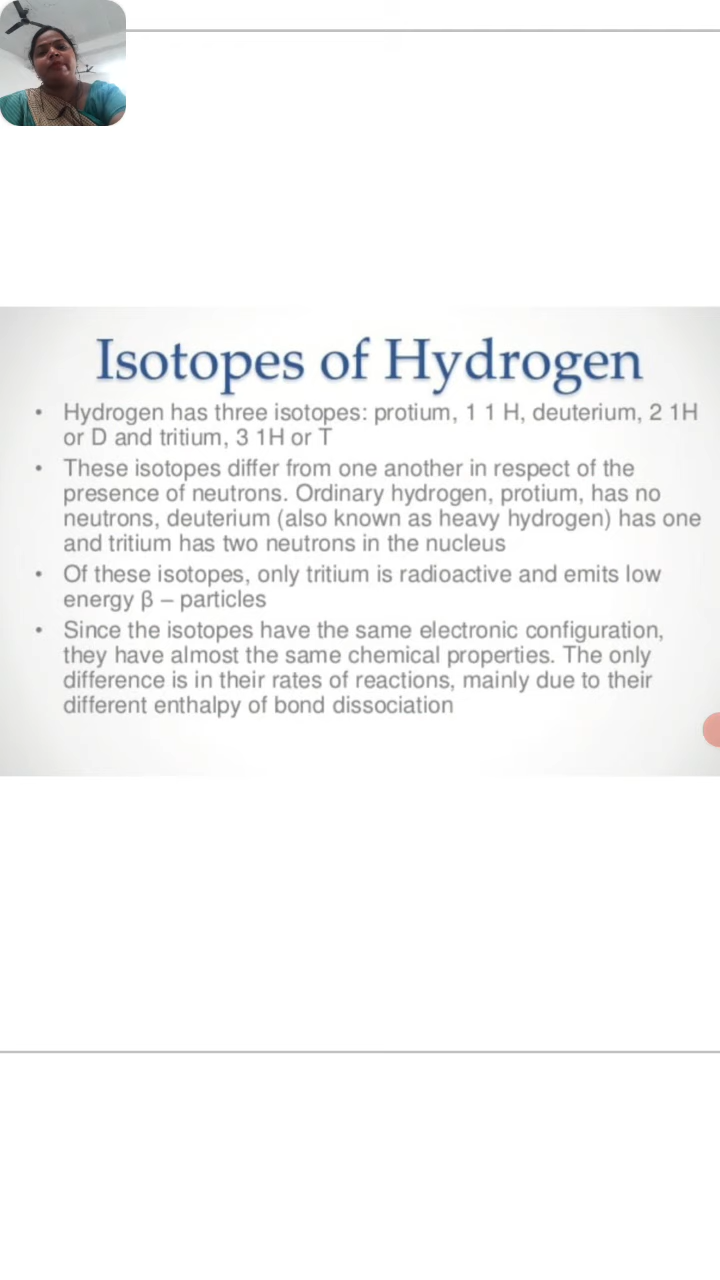 Isotopes of Hydrogen
• Hydrogen has three isotopes: protium, 1 1 H, deuterium, 2 1H
or D and tritium, 3 1H or T
• These isotopes differ from one another in respect of the
presence of neutrons. Ordinary hydrogen, protium, has no
neutrons, deuterium (also known as heavy hydrogen) has one
and tritium has two neutrons in the nucleus
• Of these isotopes, only tritium is radioactive and emits low
energy β – particles
• Since the isotopes have the same electronic configuration,
they have almost the same chemical properties. The only
difference is in their rates of reactions, mainly due to their
different enthalpy of bond dissociation